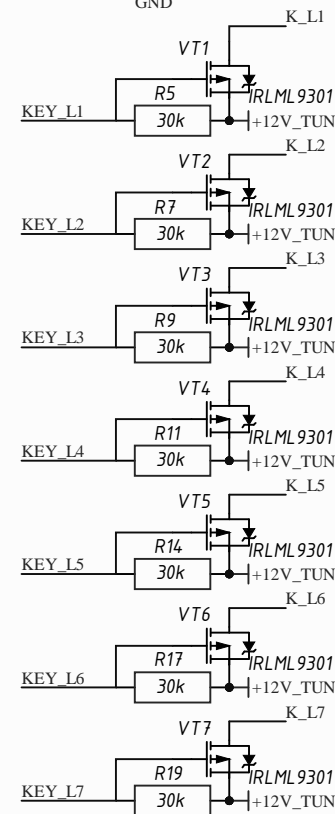 GND
K_L1
VT1
R5
IRLML9301
KEY_L1
30k
+12V_TUN
K_L2
VT2
R7
IRLML9301
KEY_L2
30k
+12V_TUN
K_L3
VT3
R9
IRLML9301
KEY_L3
30k
+12V_TUN
K_L4
VT4
R11
IRLML9301
KEY_L4
30k
+12V_TUN
K_L5
VT5
R14
IRLML9301
KEY_L5
30k
+12V_TUN
K_L6
VT6
R17
IRLML9301
KEY_L6
30k
+12V_TUN
K_L7
VT7
R19
IRLML9301
KEY_L7
30k
+12V_TUN